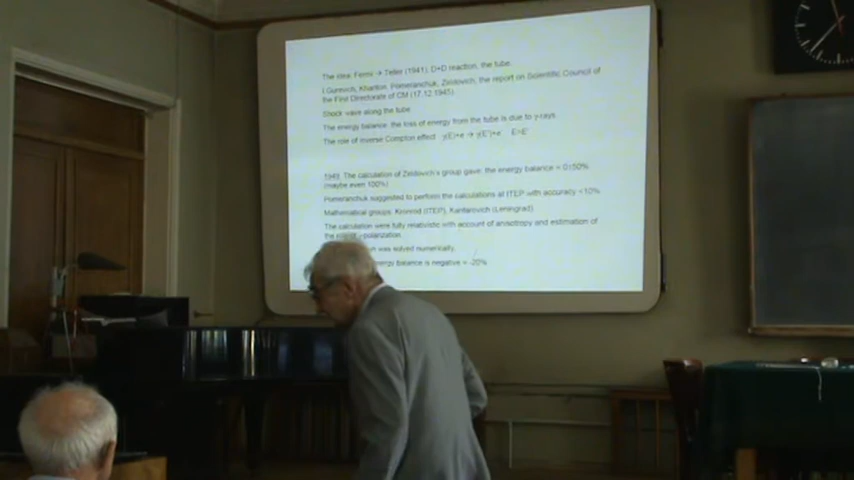 The idea: Fermi → Teller (1941). D+D reaction, the tube.
I.Gurevich, Khariton, Pomeranchuk, Zeldovich, the report on Scientific Council of
the First Directorate of CM (17.12.1945).
Shock wave along the tube
The energy balance: the loss of energy from the tube is due to γ-rays.
The role of inverse Compton effect γ(E)+e → γ(E')+e E<E'
1949. The calculation of Zeldovich's group gave: the energy balance = 0±50%
(maybe even 100%)
Pomeranchuk suggested to perform the calculations at ITEP with accuracy <10%
Mathematical groups: Kronrod (ITEP), Kantarovich (Leningrad)
The calculation were fully relativistic with account of anisotropy and estimation of
the role of γ-polarization.
was solved numerically.
energy balance is negative = -20%